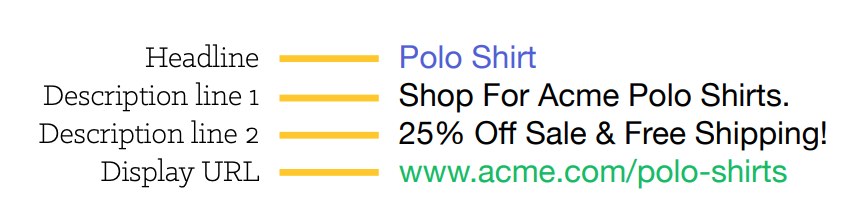 Headline Polo Shirt
Description line 1 Shop For Acme Polo Shirts.
Description line 2 25% Off Sale & Free Shipping!
Display URL www.acme.com/polo-shirts